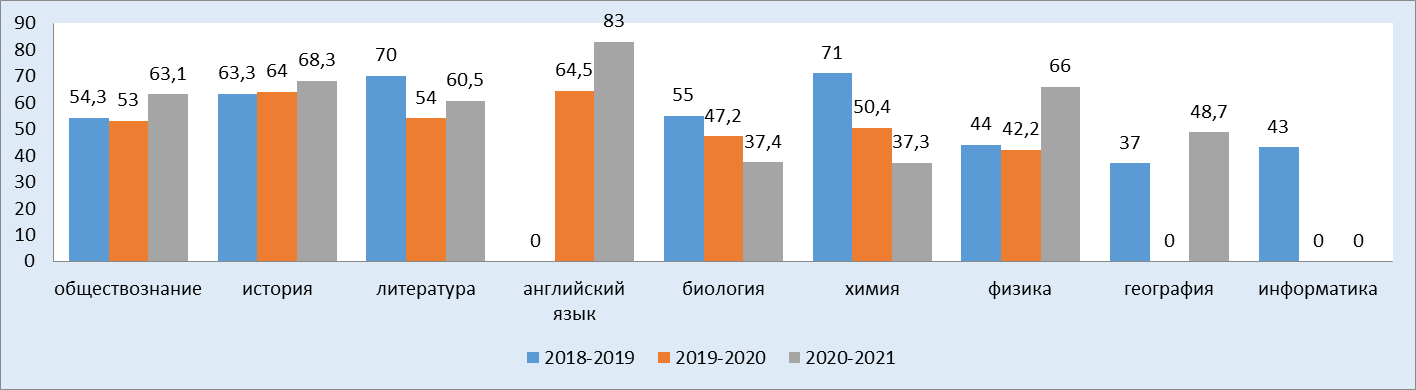 90
80
70
60
50
40
30
20
10
0
54,3 53 63,1
63,3 64 68,3
70 54 60,5
0 64,5 83
55 47,2 37,4
71 50,4 37,3
44 42,2 66
37 0 48,7
43 0 0
обществознание
история
литература
английский
язык
биология
химия
физика
география
информатика
2018-2019 2019-2020 2020-2021